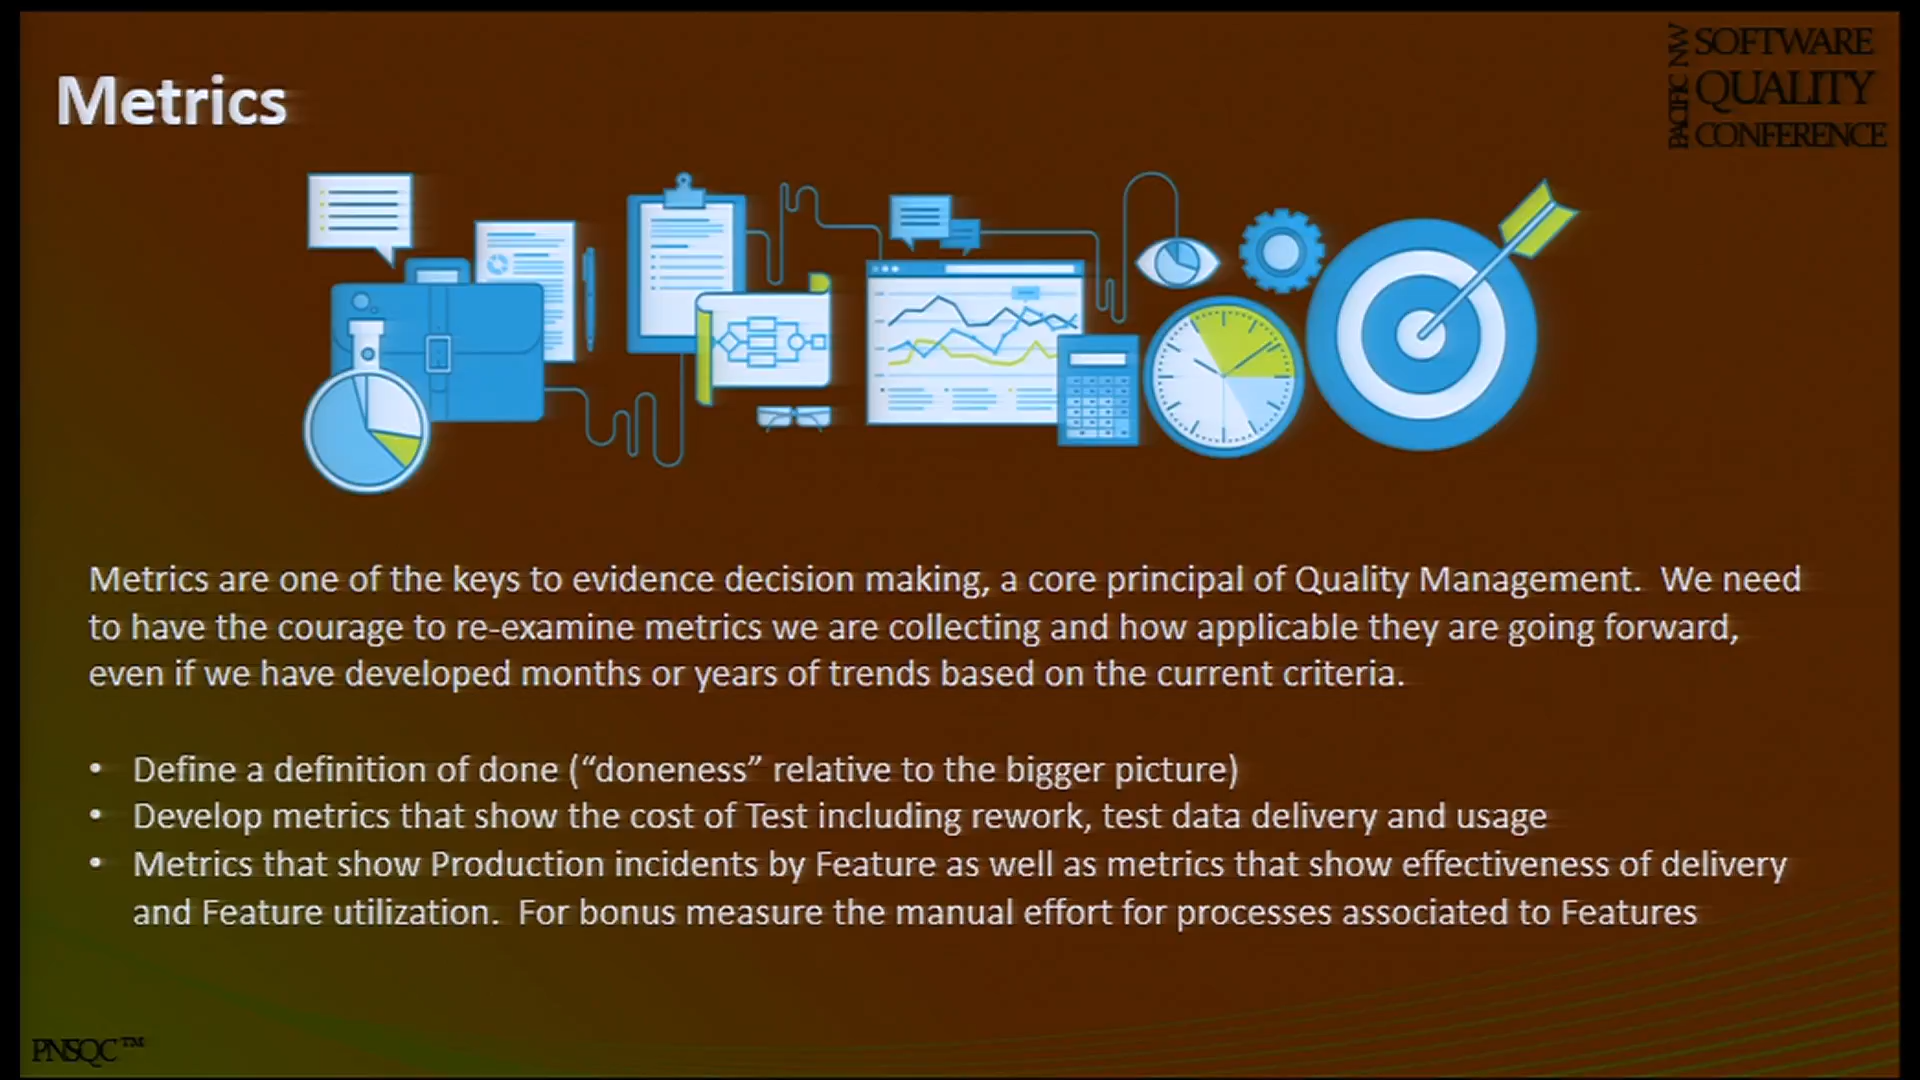 Metrics
PACIFIC NW
SOFTWARE
QUALITY
CONFERENCE
Metrics are one of the keys to evidence decision making, a core principal of Quality Management.  We need
to have the courage to re-examine metrics we are collecting and how applicable they are going forward,
even if we have developed months or years of trends based on the current criteria.
• Define a definition of done (“doneness” relative to the bigger picture)
• Develop metrics that show the cost of Test including rework, test data delivery and usage
• Metrics that show Production incidents by Feature as well as metrics that show effectiveness of delivery
and Feature utilization.  For bonus measure the manual effort for processes associated to Features
PNSQC™